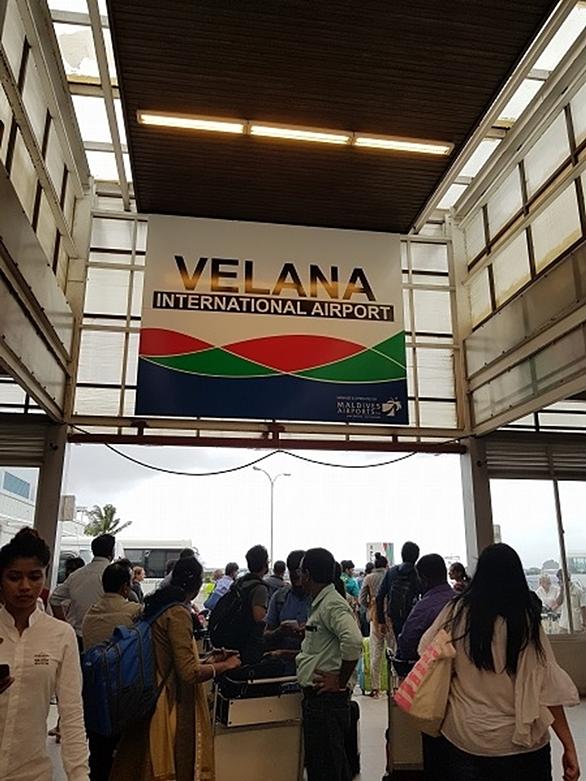 VELANA
INTERNATIONAL AIRPORT
MALDIVES
AIRPORTS